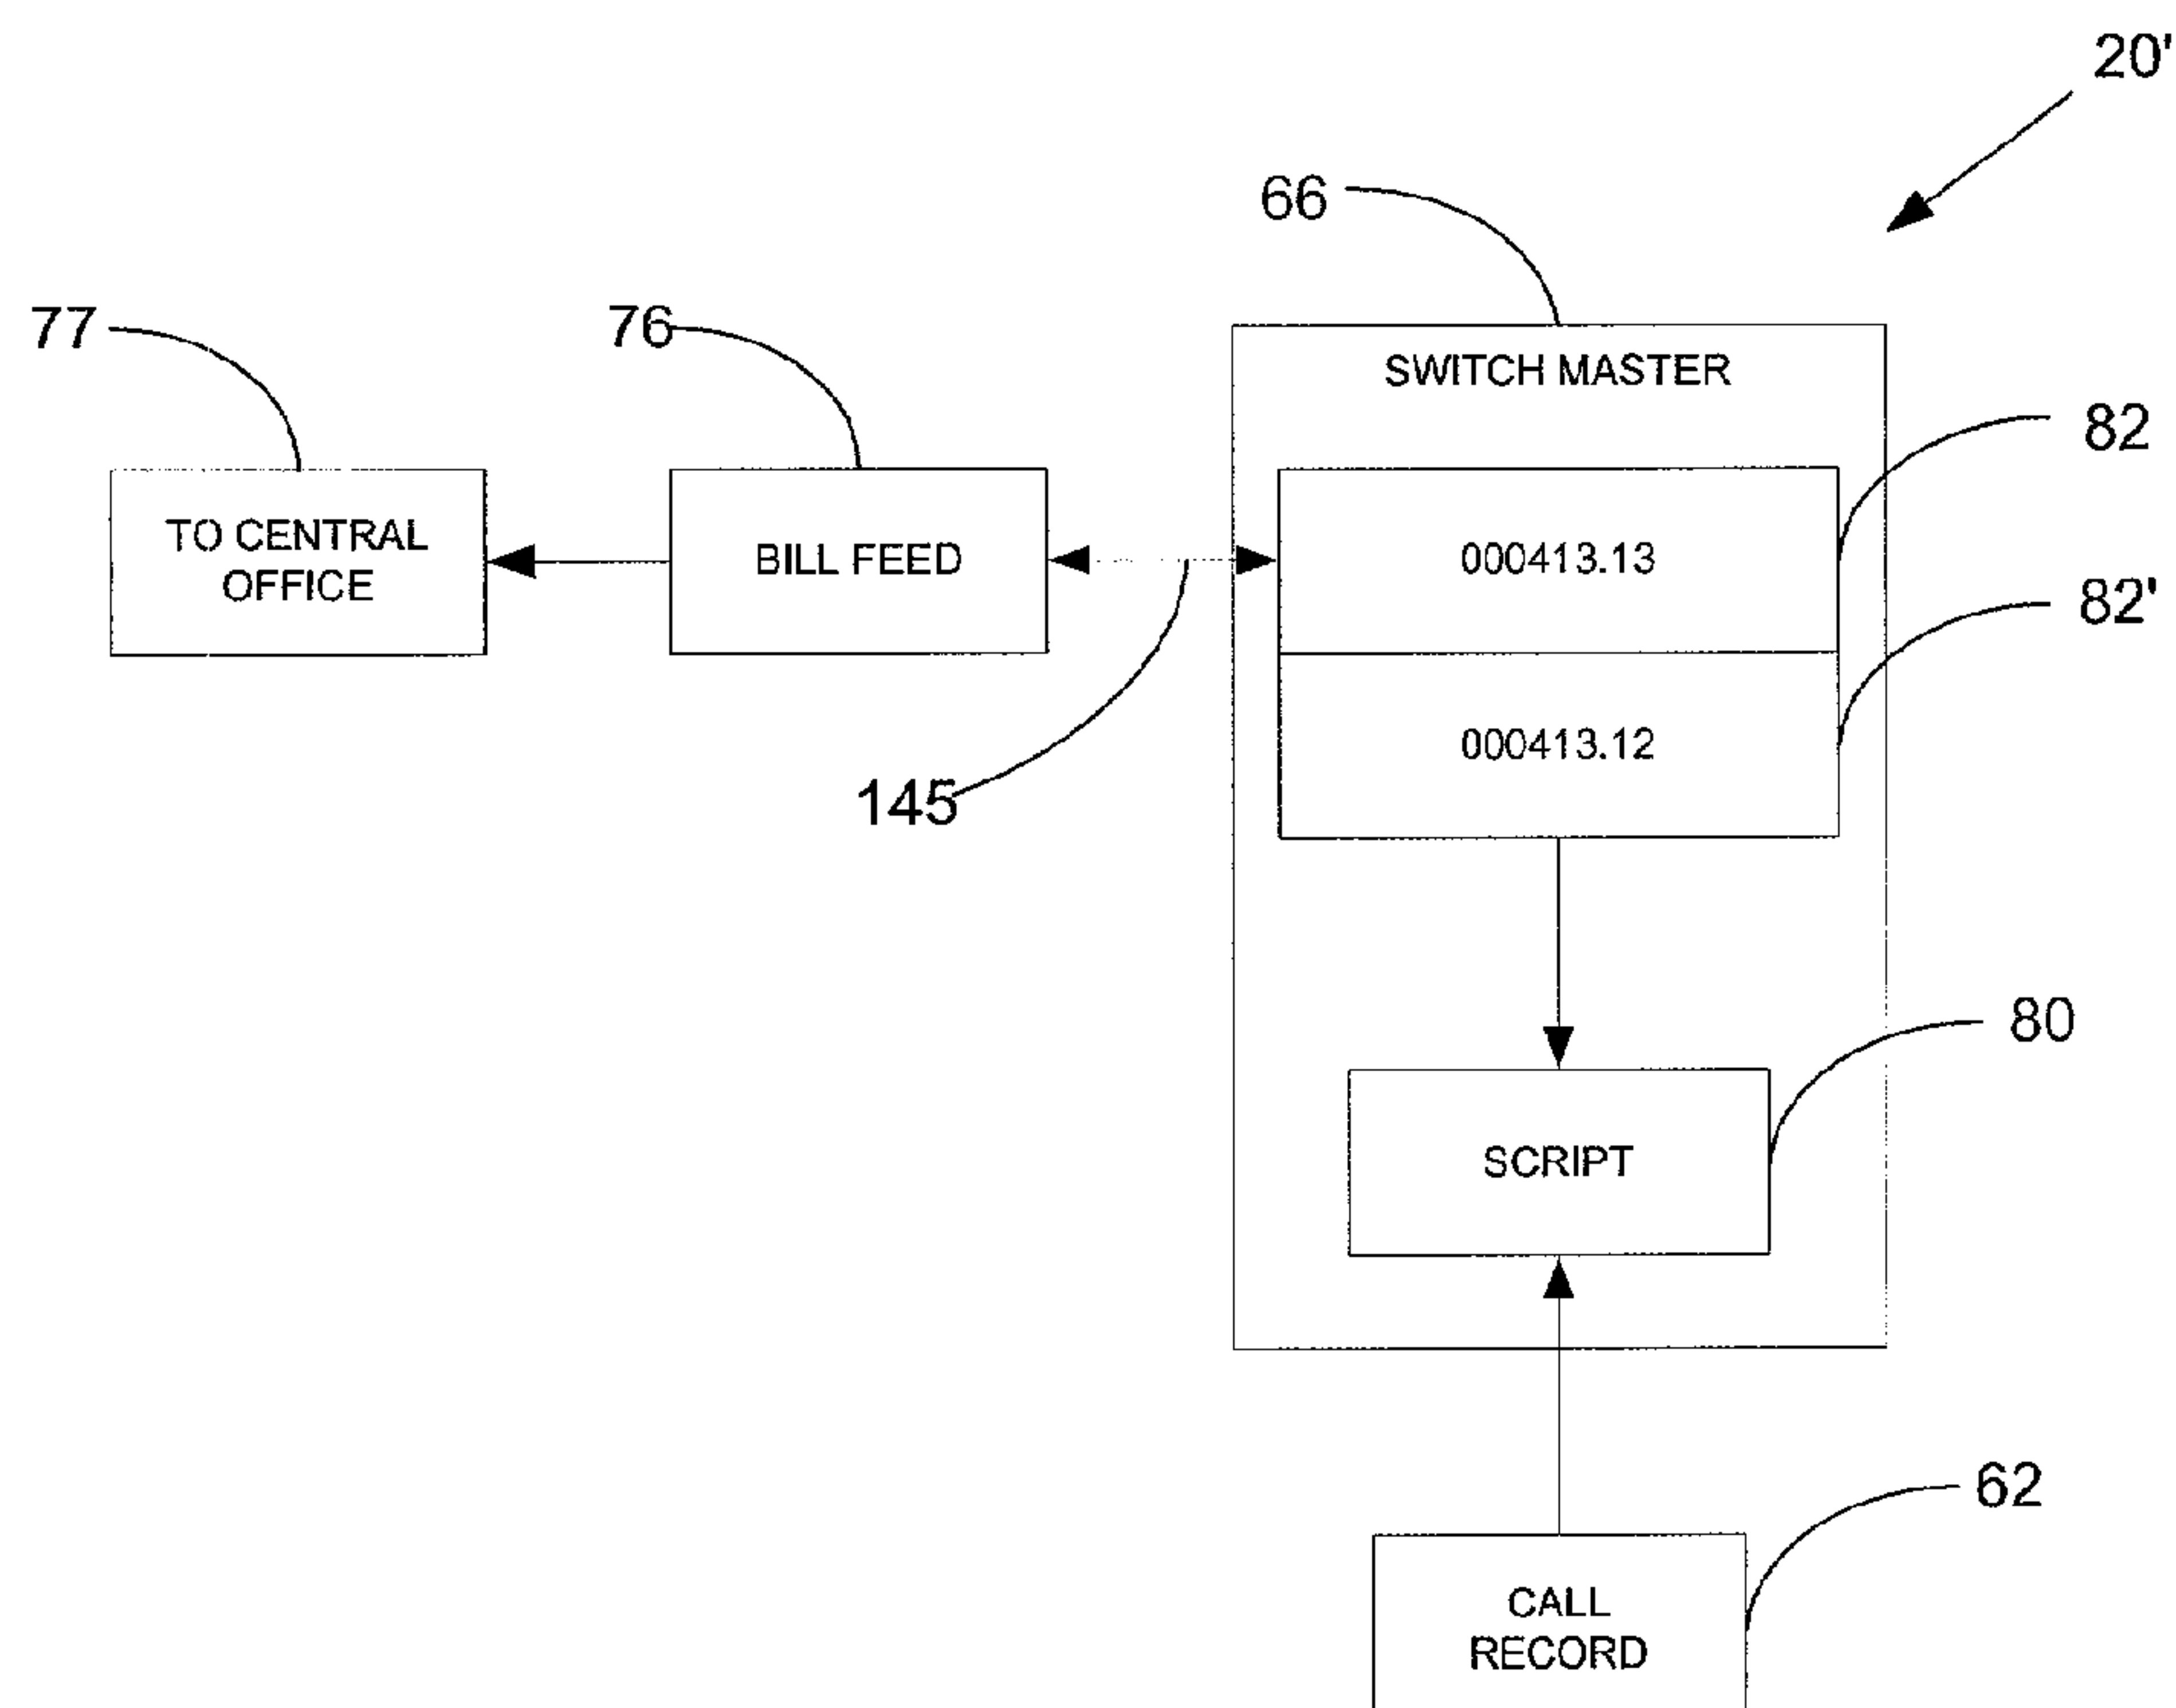 20'
66
77
76
SWITCH MASTER
82
TO CENTRAL
OFFICE
BILL FEED
000413.13
82'
000413.12
145
80
SCRIPT
62
CALL
RECORD